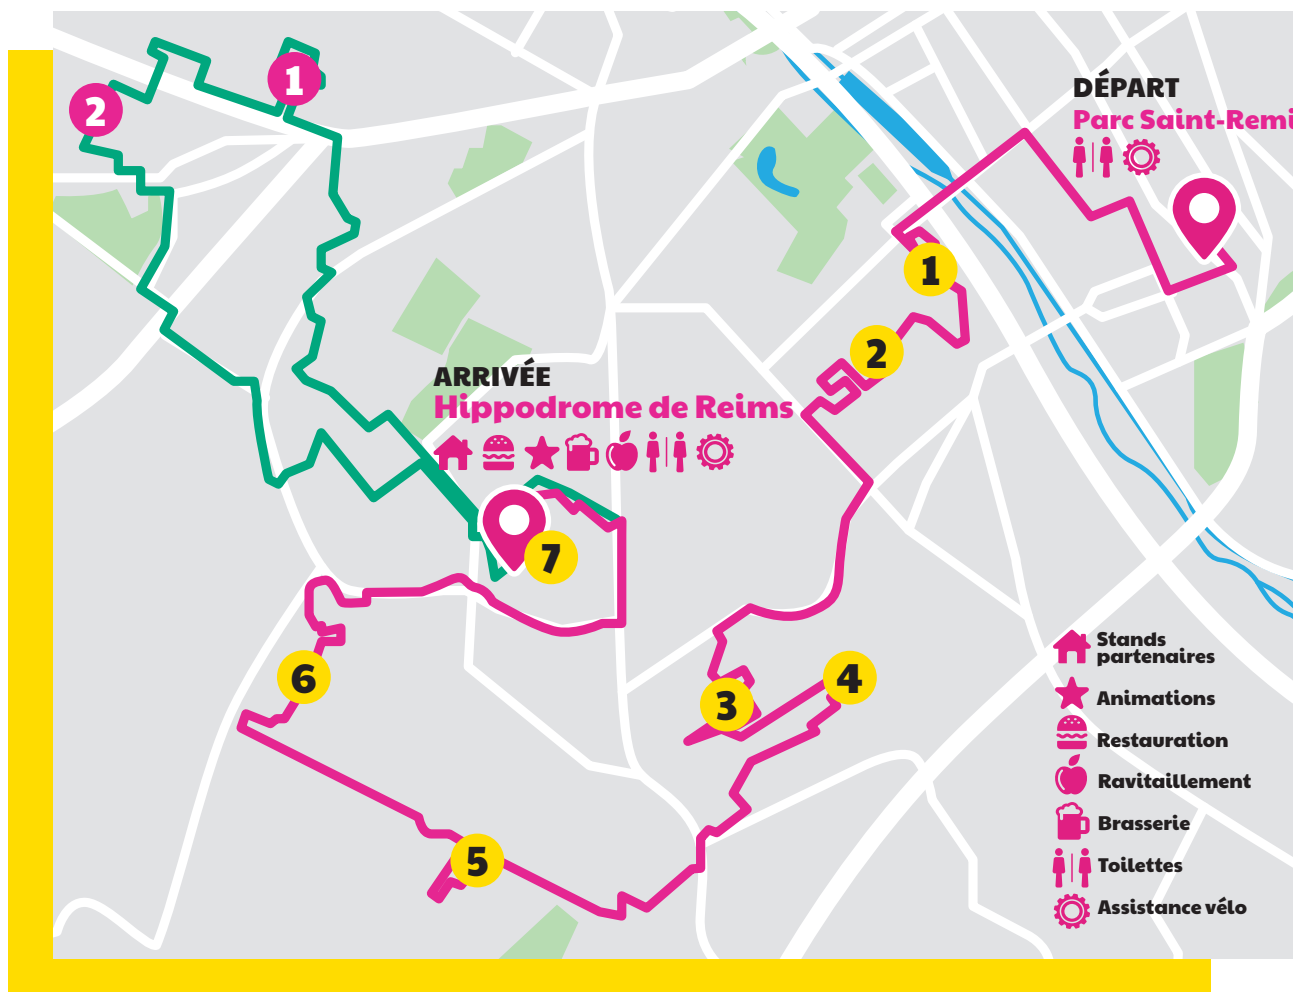 1
2
DÉPART
Parc Saint-Remi
1
2
ARRIVÉE
Hippodrome de Reims
7
3
4
6
5
Stands
partenaires
Animations
Restauration
Ravitaillement
Brasserie
Toilettes
Assistance vélo